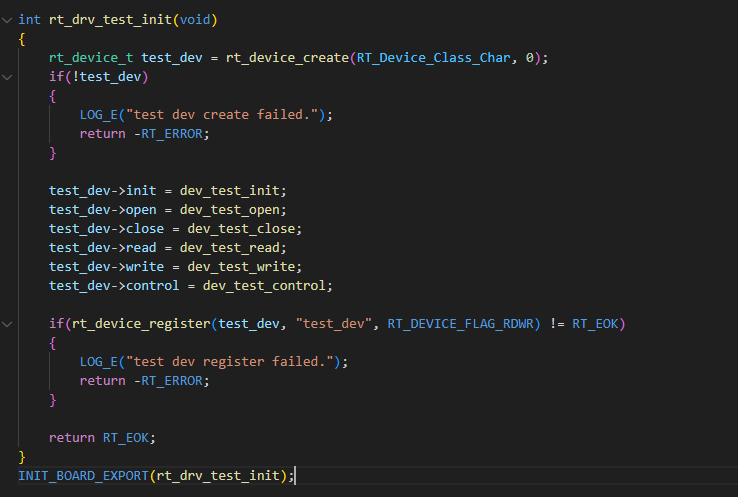 int rt_drv_test_init(void)
{
    rt_device_t test_dev = rt_device_create(RT_Device_Class_Char, 0);
    if(!test_dev)
    {
        LOG_E("test dev create failed.");
        return -RT_ERROR;
    }

    test_dev->init = dev_test_init;
    test_dev->open = dev_test_open;
    test_dev->close = dev_test_close;
    test_dev->read = dev_test_read;
    test_dev->write = dev_test_write;
    test_dev->control = dev_test_control;

    if(rt_device_register(test_dev, "test_dev", RT_DEVICE_FLAG_RDWR) != RT_EOK)
    {
        LOG_E("test dev register failed.");
        return -RT_ERROR;
    }

    return RT_EOK;
}
INIT_BOARD_EXPORT(rt_drv_test_init);